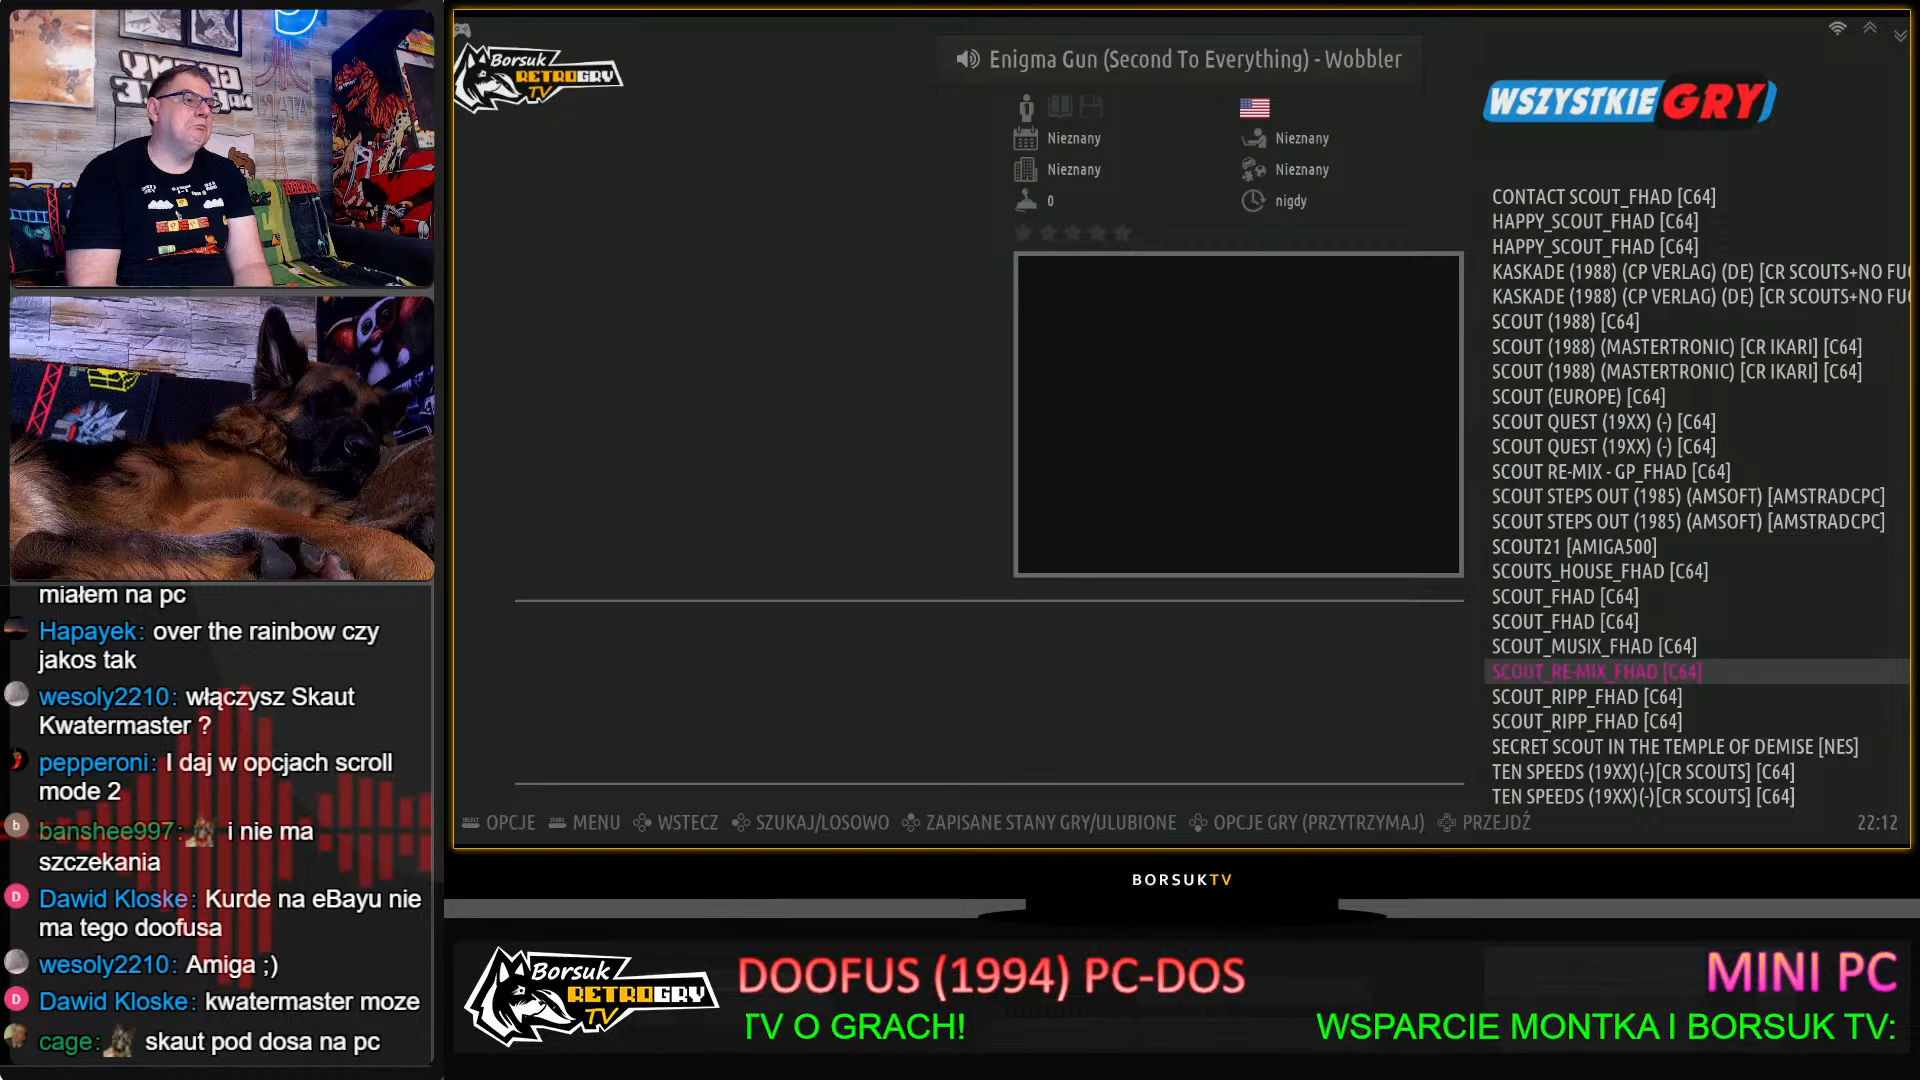 miałem na pc
Hapayek: over the rainbow czy
jakos tak
wesoly2210: włączysz Skaut
Kwatermaster ?
pepperoni: I daj w opcjach scroll
mode 2
banshee997: i nie ma
szczekania
Dawid Kloske: Kurde na eBayu nie
ma tego doofusa
wesoly2210: Amiga ;)
Dawid Kloske: kwatermaster moze
cage: skaut pod dosa na pc
Borsuk
RETROGRY
TV
Enigma Gun (Second To Everything) - Wobbler
Nieznany
Nieznany
Nieznany
Nieznany
0
nigdy
WSZYSTKIE GRY
CONTACT SCOUT_FHAD [C64]
HAPPY_SCOUT_FHAD [C64]
HAPPY_SCOUT_FHAD [C64]
KASKADE (1988) (CP VERLAG) (DE) [CR SCOUTS+NO FU
KASKADE (1988) (CP VERLAG) (DE) [CR SCOUTS+NO FU
SCOUT (1988) [C64]
SCOUT (1988) (MASTERTRONIC) [CR IKARI] [C64]
SCOUT (1988) (MASTERTRONIC) [CR IKARI] [C64]
SCOUT (EUROPE) [C64]
SCOUT QUEST (19XX) (-) [C64]
SCOUT QUEST (19XX) (-) [C64]
SCOUT RE-MIX - GP_FHAD [C64]
SCOUT STEPS OUT (1985) (AMSOFT) [AMSTRADCPC]
SCOUT STEPS OUT (1985) (AMSOFT) [AMSTRADCPC]
SCOUT21 [AMIGA500]
SCOUTS_HOUSE_FHAD [C64]
SCOUT_FHAD [C64]
SCOUT_FHAD [C64]
SCOUT_MUSIX_FHAD [C64]
SCOUT_RE-MIX_FHAD [C64]
SCOUT_RIPP_FHAD [C64]
SCOUT_RIPP_FHAD [C64]
SECRET SCOUT IN THE TEMPLE OF DEMISE [NES]
TEN SPEEDS (19XX)(-)[CR SCOUTS] [C64]
TEN SPEEDS (19XX)(-)[CR SCOUTS] [C64]
OPCJE MENU WSTECZ SZUKAJ/LOSOWO ZAPISANE STANY GRY/ULUBIONE OPCJE GRY (PRZYTRZYMAJ) PRZEJDŹ
22:12
BORSUKTV
Borsuk
RETROGRY
TV
DOOFUS (1994) PC-DOS
MINI PC
TV O GRACH!
WSPARCIE MONTKA I BORSUK TV: